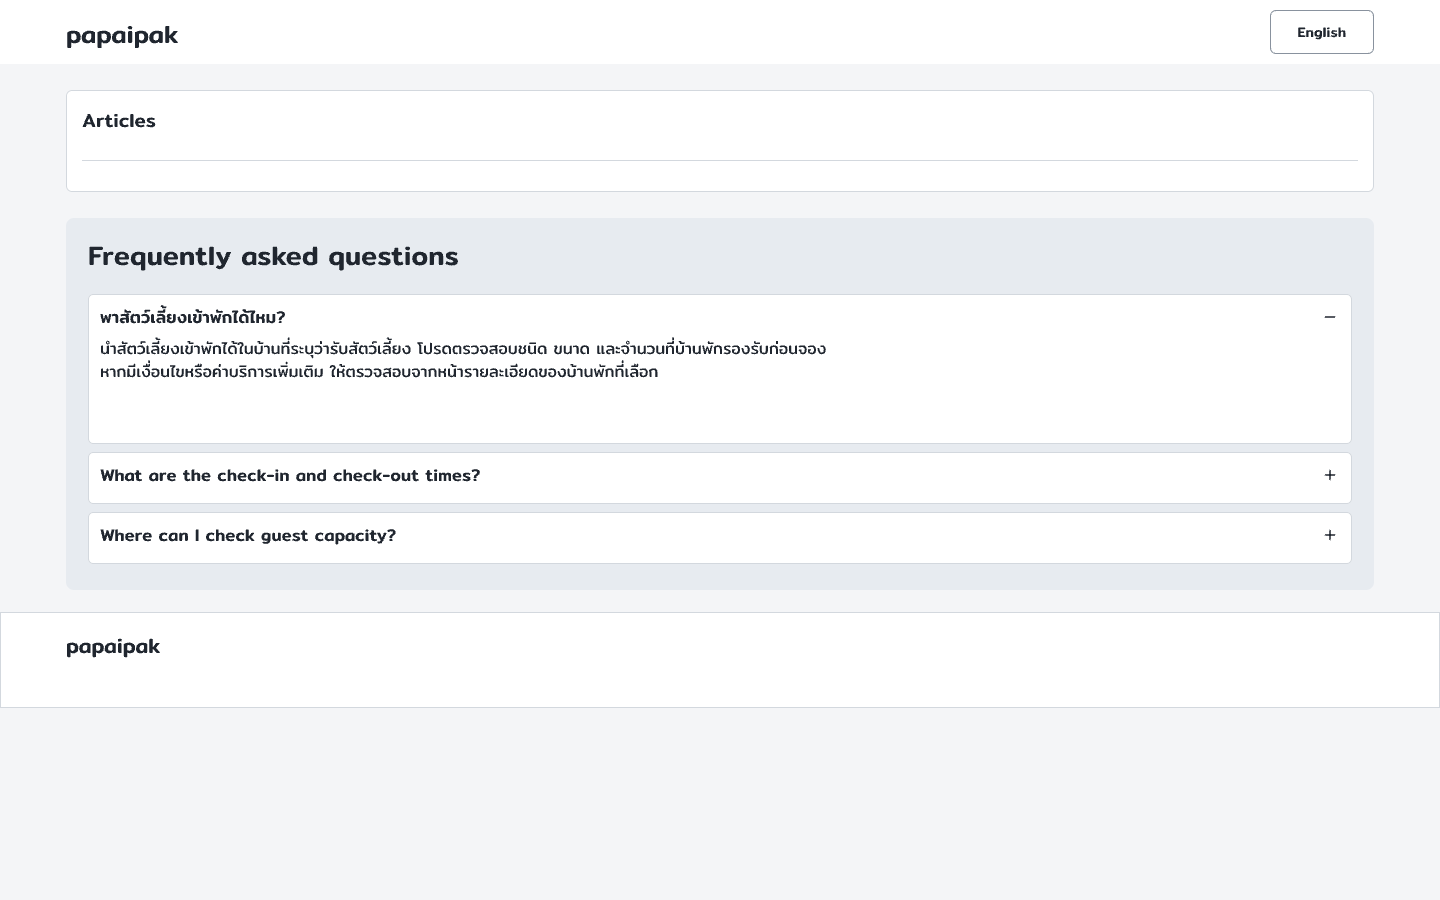 papaipak
English
Articles
Frequently asked questions
พาสัตว์เลี้ยงเข้าพักได้ไหม?
นำสัตว์เลี้ยงเข้าพักได้ในบ้านที่ระบุว่ารับสัตว์เลี้ยง โปรดตรวจสอบชนิด ขนาด และจำนวนที่บ้านพักรองรับก่อนจอง
หากมีเงื่อนไขหรือค่าบริการเพิ่มเติม ให้ตรวจสอบจากหน้ารายละเอียดของบ้านพักที่เลือก
What are the check-in and check-out times?
Where can I check guest capacity?
papaipak